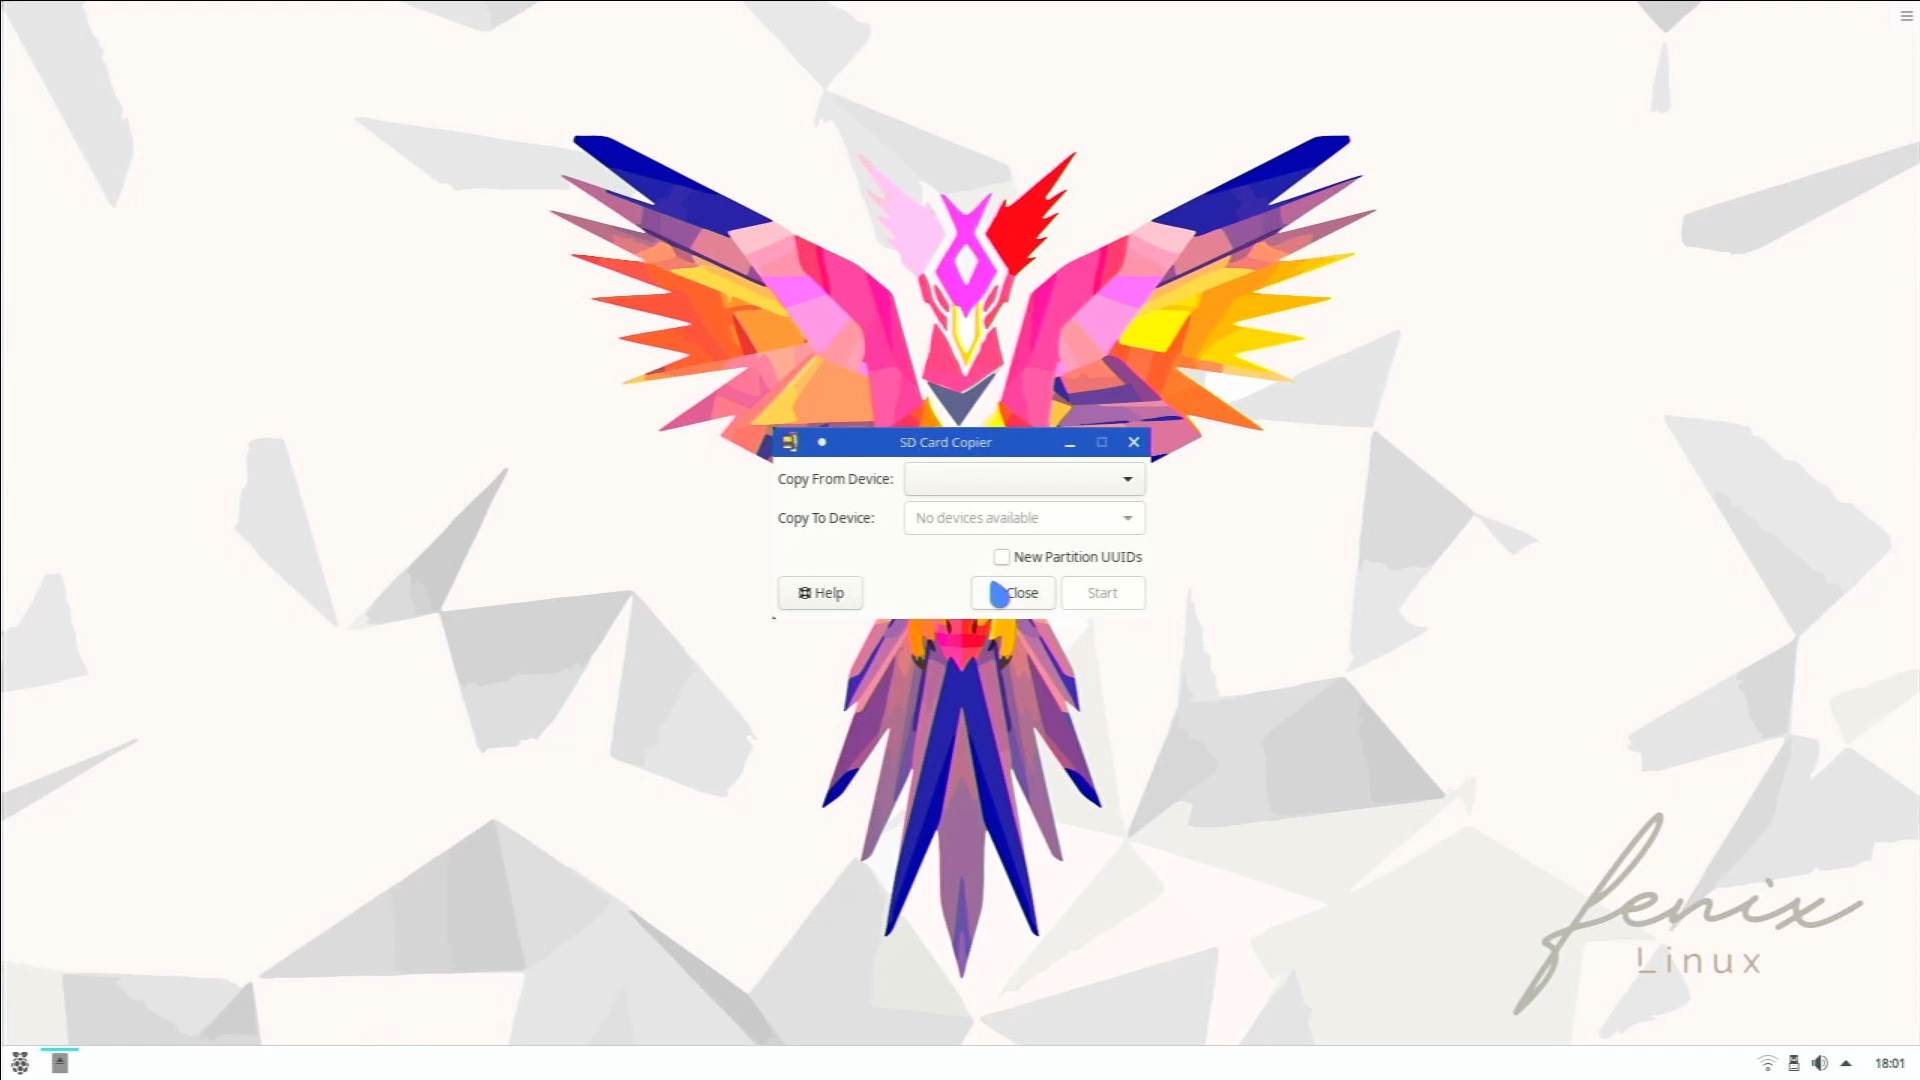 SD Card Copier
Copy From Device:
Copy To Device: No devices available
New Partition UUIDs
Help Close Start
fenix
Linux
18:01